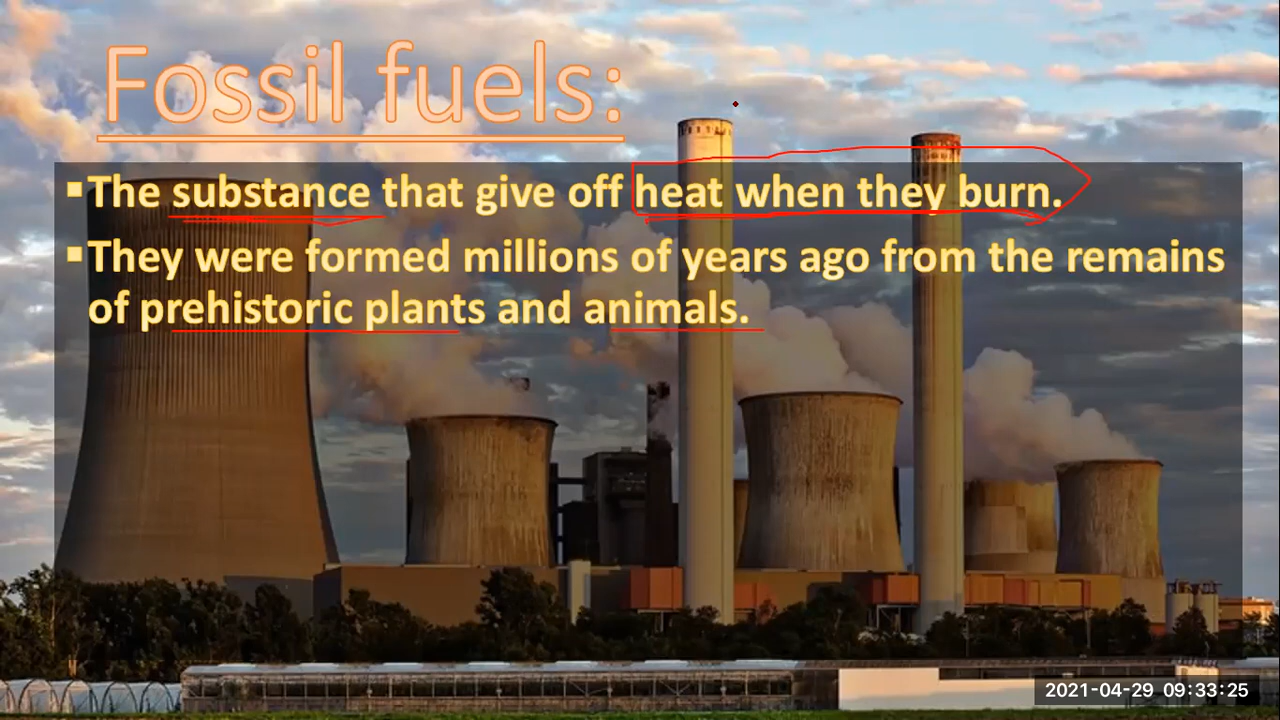 Fossil fuels:
▪The substance that give off heat when they burn.
▪They were formed millions of years ago from the remains
of prehistoric plants and animals.
2021-04-29 09:33:25